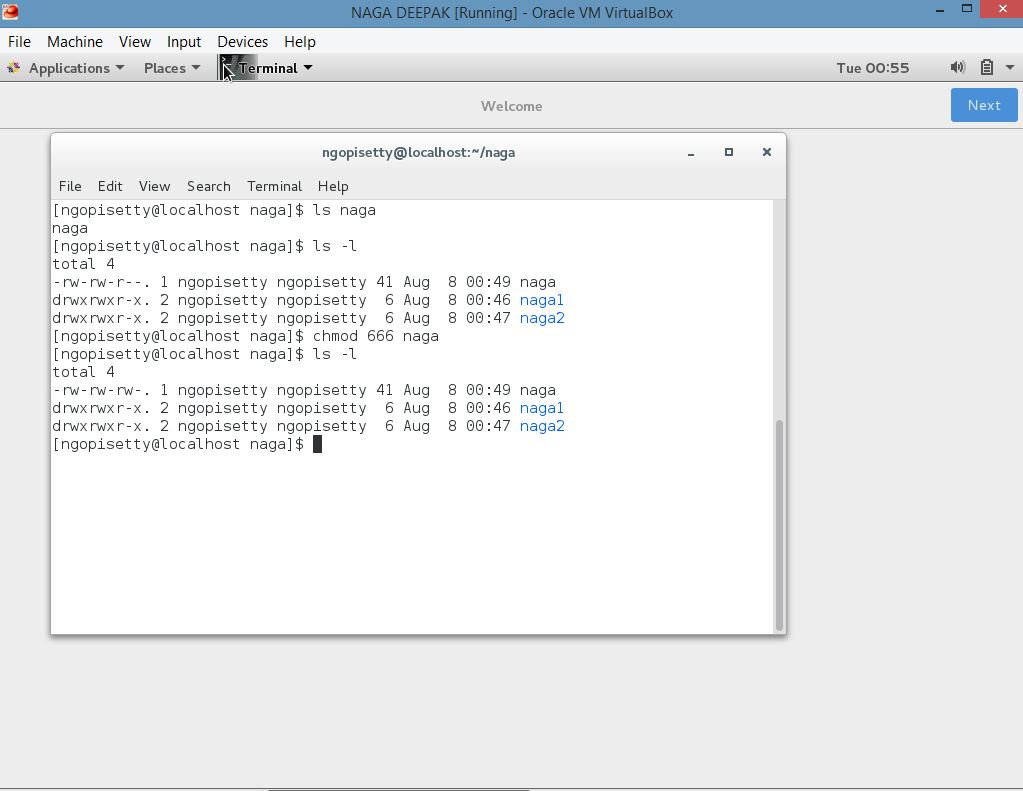 NAGA DEEPAK [Running] - Oracle VM VirtualBox
File Machine View Input Devices Help
Applications Places Terminal Tue 00:55
Welcome Next
ngopisetty@localhost:~/naga
File Edit View Search Terminal Help
[ngopisetty@localhost naga]$ ls naga
naga
[ngopisetty@localhost naga]$ ls -l
total 4
-rw-rw-r--. 1 ngopisetty ngopisetty 41 Aug  8 00:49 naga
drwxrwxr-x. 2 ngopisetty ngopisetty  6 Aug  8 00:46 naga1
drwxrwxr-x. 2 ngopisetty ngopisetty  6 Aug  8 00:47 naga2
[ngopisetty@localhost naga]$ chmod 666 naga
[ngopisetty@localhost naga]$ ls -l
total 4
-rw-rw-rw-. 1 ngopisetty ngopisetty 41 Aug  8 00:49 naga
drwxrwxr-x. 2 ngopisetty ngopisetty  6 Aug  8 00:46 naga1
drwxrwxr-x. 2 ngopisetty ngopisetty  6 Aug  8 00:47 naga2
[ngopisetty@localhost naga]$